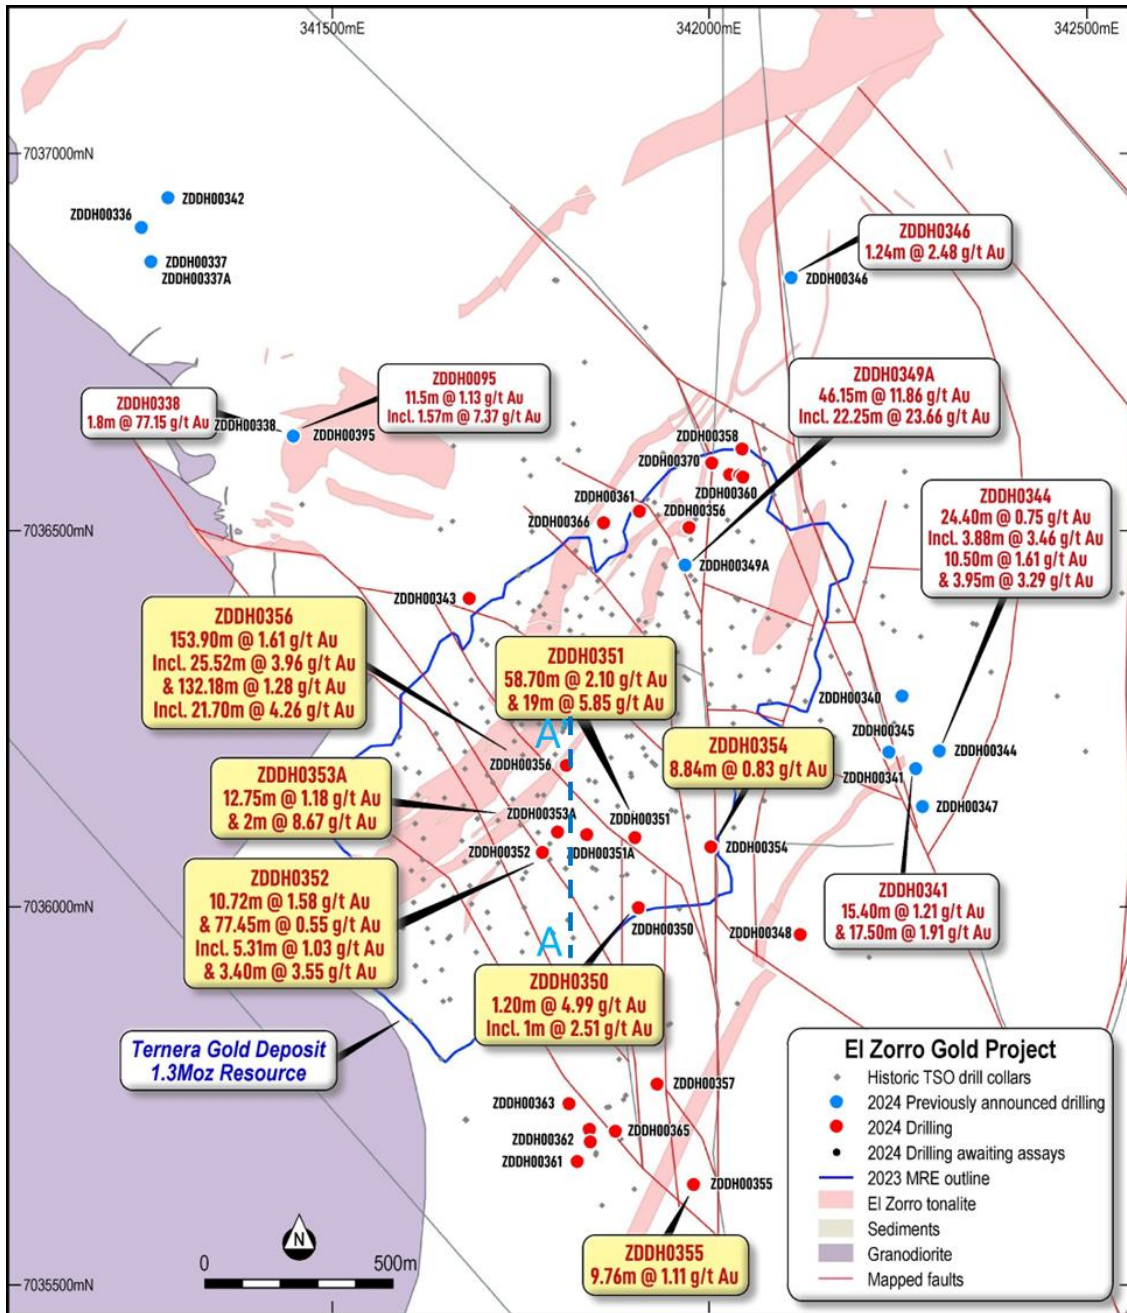 341500mE
342000mE
342500mE
7037000mN
ZDDH00342
ZDDH00336
ZDDH00337
ZDDH00337A
ZDDH0346
1.24m @ 2.48 g/t Au
ZDDH00346
ZDDH0095
11.5m @ 1.13 g/t Au
Incl. 1.57m @ 7.37 g/t Au
ZDDH0338
1.8m @ 77.15 g/t Au
ZDDH00338
ZDDH00395
ZDDH0349A
46.15m @ 11.86 g/t Au
Incl. 22.25m @ 23.66 g/t Au
ZDDH00358
ZDDH00370
ZDDH00360
ZDDH00361
ZDDH00356
ZDDH00366
7036500mN
ZDDH00349A
ZDDH0344
24.40m @ 0.75 g/t Au
Incl. 3.88m @ 3.46 g/t Au
10.50m @ 1.61 g/t Au
& 3.95m @ 3.29 g/t Au
ZDDH00343
ZDDH0356
153.90m @ 1.61 g/t Au
Incl. 25.52m @ 3.96 g/t Au
& 132.18m @ 1.28 g/t Au
Incl. 21.70m @ 4.26 g/t Au
ZDDH0351
58.70m @ 2.10 g/t Au
& 19m @ 5.85 g/t Au
ZDDH00340
A'
ZDDH0354
8.84m @ 0.83 g/t Au
ZDDH00345
ZDDH00344
ZDDH00356
ZDDH00341
ZDDH0353A
12.75m @ 1.18 g/t Au
& 2m @ 8.67 g/t Au
ZDDH00347
ZDDH00353A
ZDDH00351
ZDDH00352
ZDDH00351A
ZDDH00354
ZDDH0352
10.72m @ 1.58 g/t Au
& 77.45m @ 0.55 g/t Au
Incl. 5.31m @ 1.03 g/t Au
& 3.40m @ 3.55 g/t Au
ZDDH0341
15.40m @ 1.21 g/t Au
& 17.50m @ 1.91 g/t Au
7036000mN
ZDDH00350
ZDDH00348
A
ZDDH0350
1.20m @ 4.99 g/t Au
Incl. 1m @ 2.51 g/t Au
Ternera Gold Deposit
1.3Moz Resource
ZDDH00357
ZDDH00363
ZDDH00365
ZDDH00362
ZDDH00361
ZDDH00355
ZDDH0355
9.76m @ 1.11 g/t Au
El Zorro Gold Project
Historic TSO drill collars
2024 Previously announced drilling
2024 Drilling
2024 Drilling awaiting assays
2023 MRE outline
El Zorro tonalite
Sediments
Granodiorite
Mapped faults
N
0
500m
7035500mN